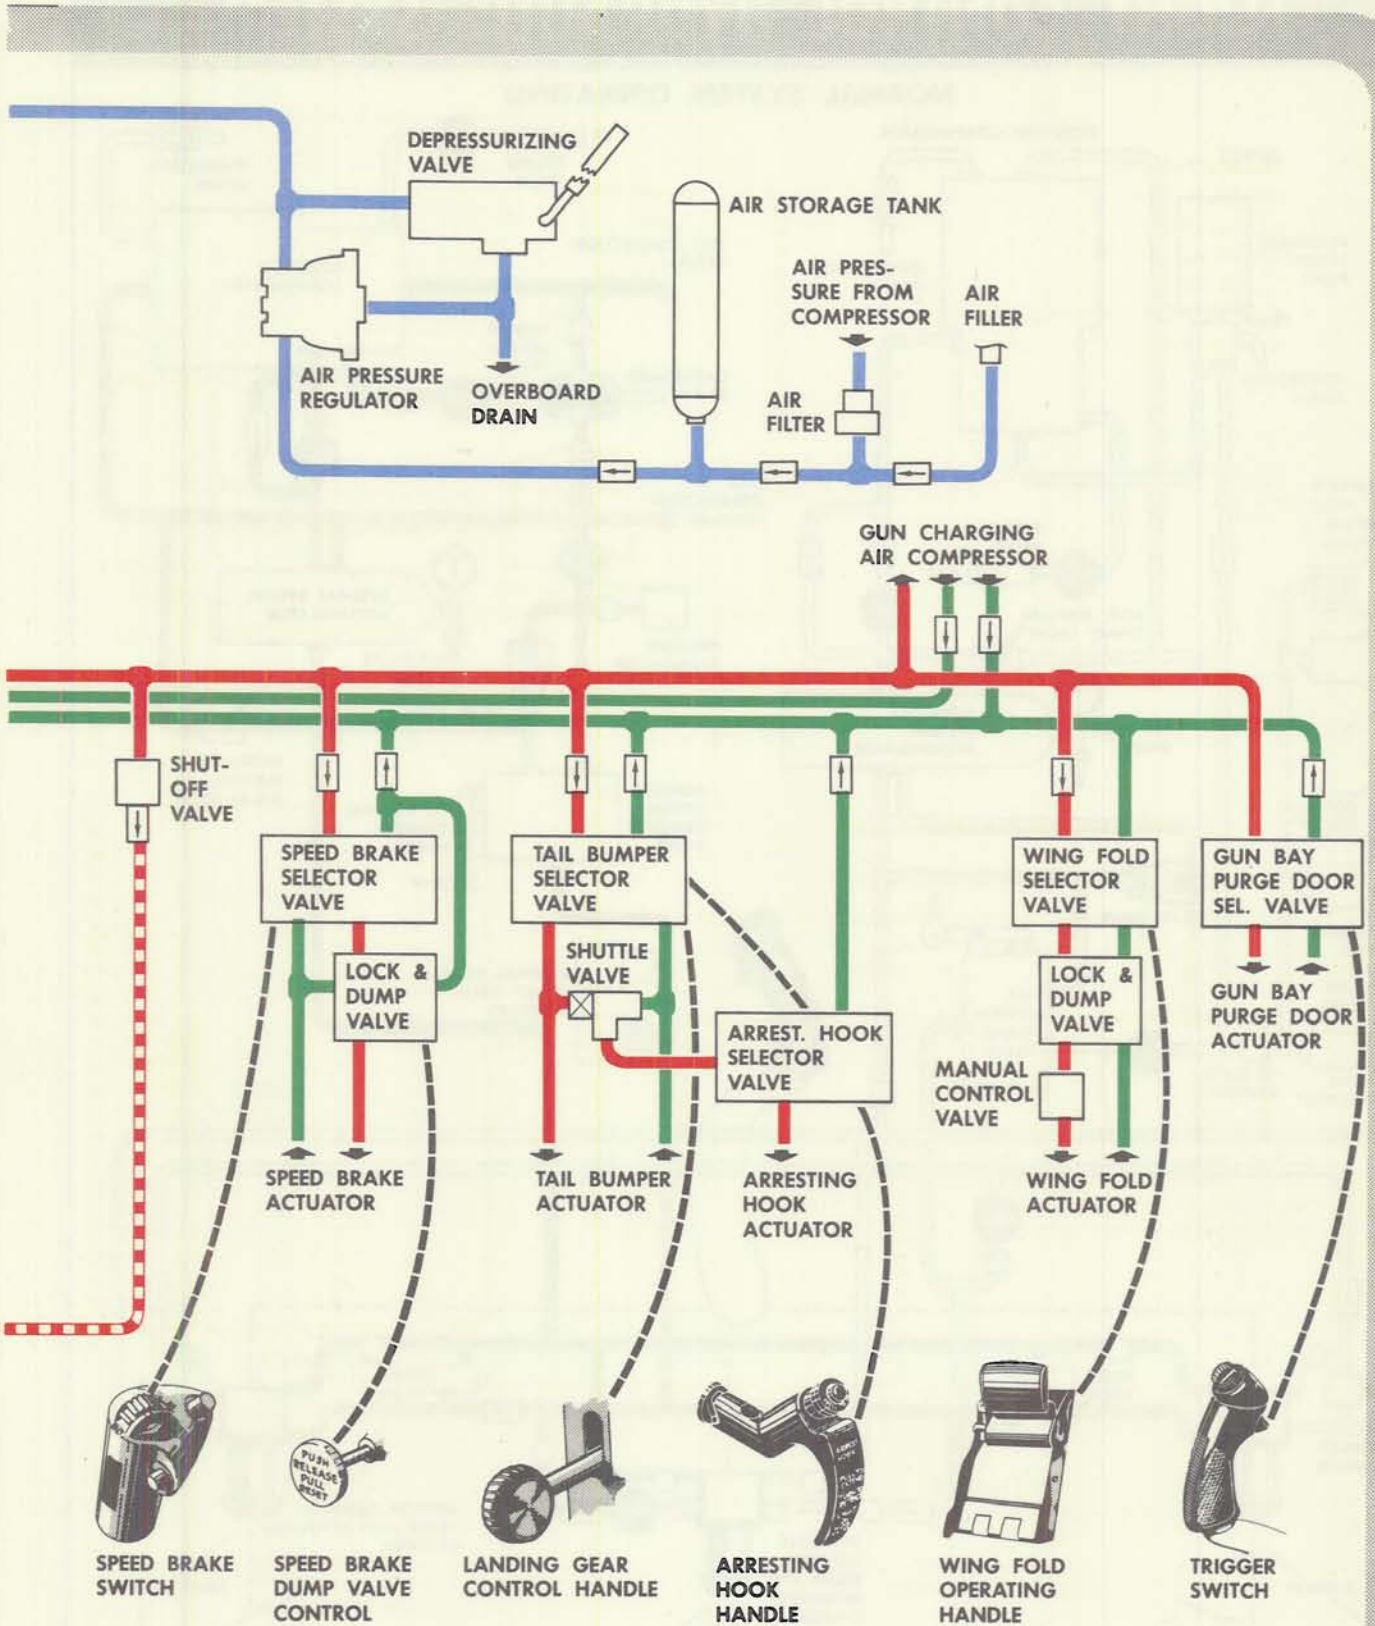 DEPRESSURIZING
VALVE
AIR STORAGE TANK
AIR PRES-
SURE FROM
COMPRESSOR
AIR
FILLER
AIR PRESSURE
REGULATOR
OVERBOARD
DRAIN
AIR
FILTER
GUN CHARGING
AIR COMPRESSOR
SHUT-
OFF
VALVE
SPEED BRAKE
SELECTOR
VALVE
TAIL BUMPER
SELECTOR
VALVE
WING FOLD
SELECTOR
VALVE
GUN BAY
PURGE DOOR
SEL. VALVE
LOCK &
DUMP
VALVE
SHUTTLE
VALVE
ARREST. HOOK
SELECTOR
VALVE
LOCK &
DUMP
VALVE
GUN BAY
PURGE DOOR
ACTUATOR
MANUAL
CONTROL
VALVE
SPEED BRAKE
ACTUATOR
TAIL BUMPER
ACTUATOR
ARRESTING
HOOK
ACTUATOR
WING FOLD
ACTUATOR
PUSH
RELEASE
PULL
RESET
SPEED BRAKE
SWITCH
SPEED BRAKE
DUMP VALVE
CONTROL
LANDING GEAR
CONTROL HANDLE
ARRESTING
HOOK
HANDLE
WING FOLD
OPERATING
HANDLE
TRIGGER
SWITCH